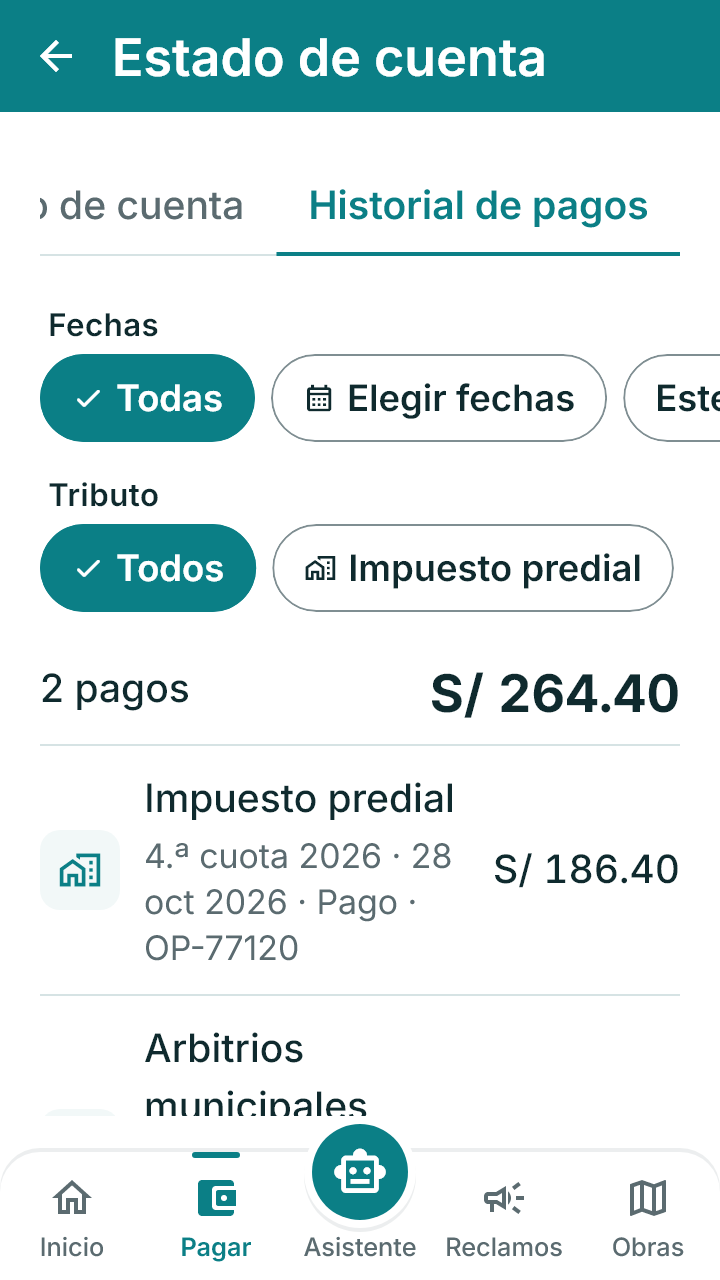 Estado de cuenta
de cuenta
Historial de pagos
Fechas
Todas
Elegir fechas
Este
Tributo
Todos
Impuesto predial
2 pagos
S/ 264.40
Impuesto predial
4.ª cuota 2026 · 28
oct 2026 · Pago ·
OP-77120
S/ 186.40
Arbitrios
municipales
Inicio
Pagar
Asistente
Reclamos
Obras